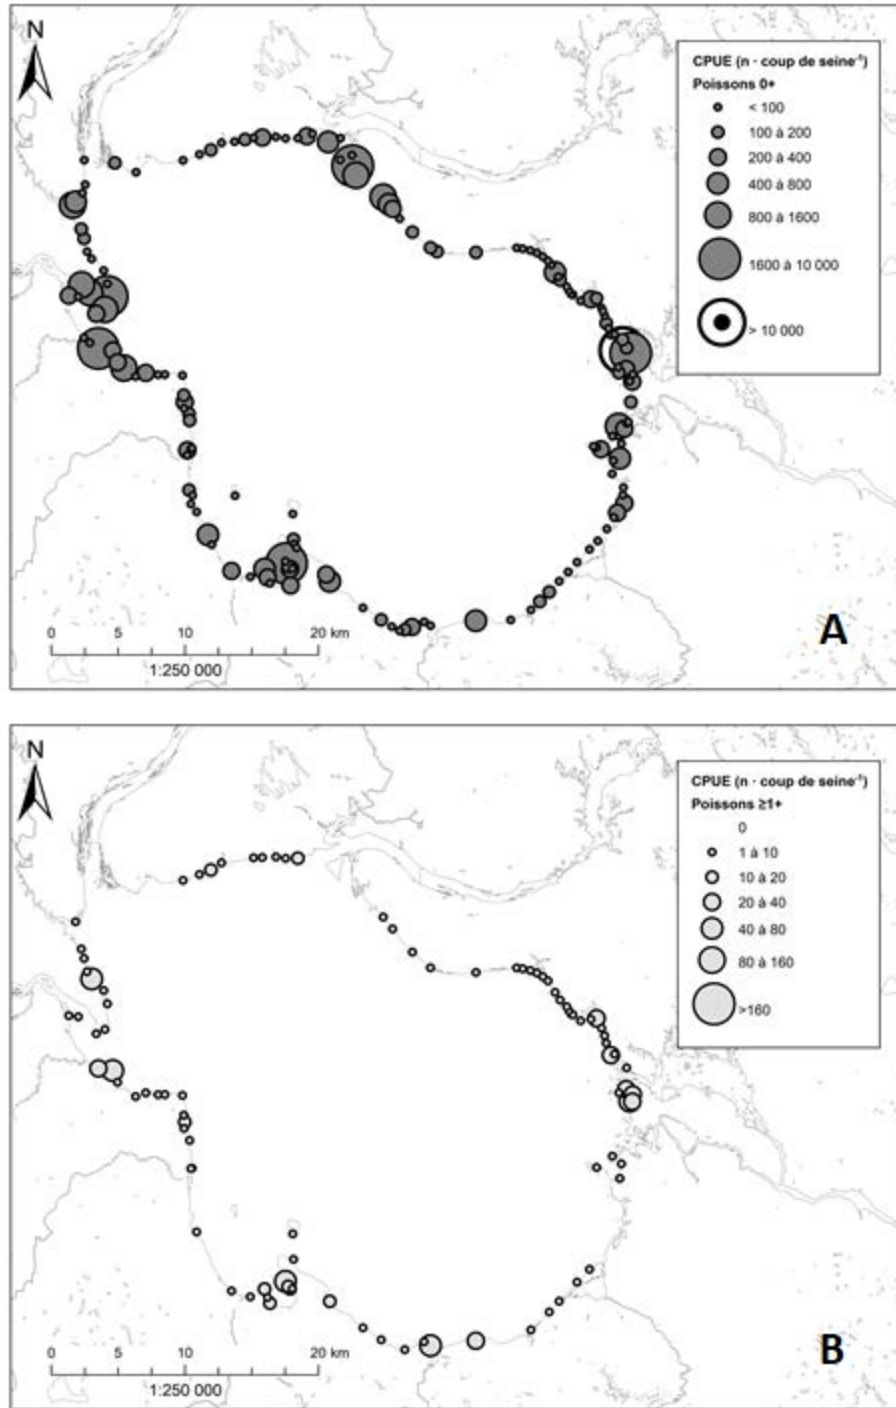 N
CPUE (n · coup de seine⁻¹)
Poissons 0+
< 100
100 à 200
200 à 400
400 à 800
800 à 1600
1600 à 10 000
> 10 000
0 5 10 20 km
1:250 000
A
N
CPUE (n · coup de seine⁻¹)
Poissons ≥1+
0
1 à 10
10 à 20
20 à 40
40 à 80
80 à 160
>160
0 5 10 20 km
1:250 000
B